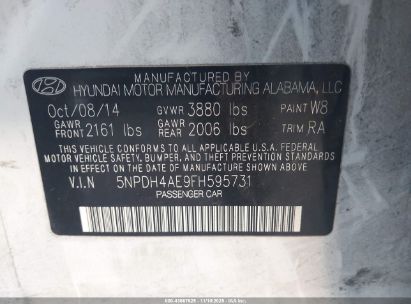 MANUFACTURED BY
HYUNDAI MOTOR MANUFACTURING ALABAMA, LLC
Oct/08/14 GVWR 3880 lbs PAINT W8
GAWR FRONT 2161 lbs GAWR REAR 2006 lbs TRIM RA
THIS VEHICLE CONFORMS TO ALL APPLICABLE U.S.A. FEDERAL
MOTOR VEHICLE SAFETY, BUMPER, AND THEFT PREVENTION
STANDARDS IN EFFECT ON THE DATE OF MANUFACTURE SHOWN ABOVE.
V.I.N 5NPDH4AE9FH595731
PASSENGER CAR